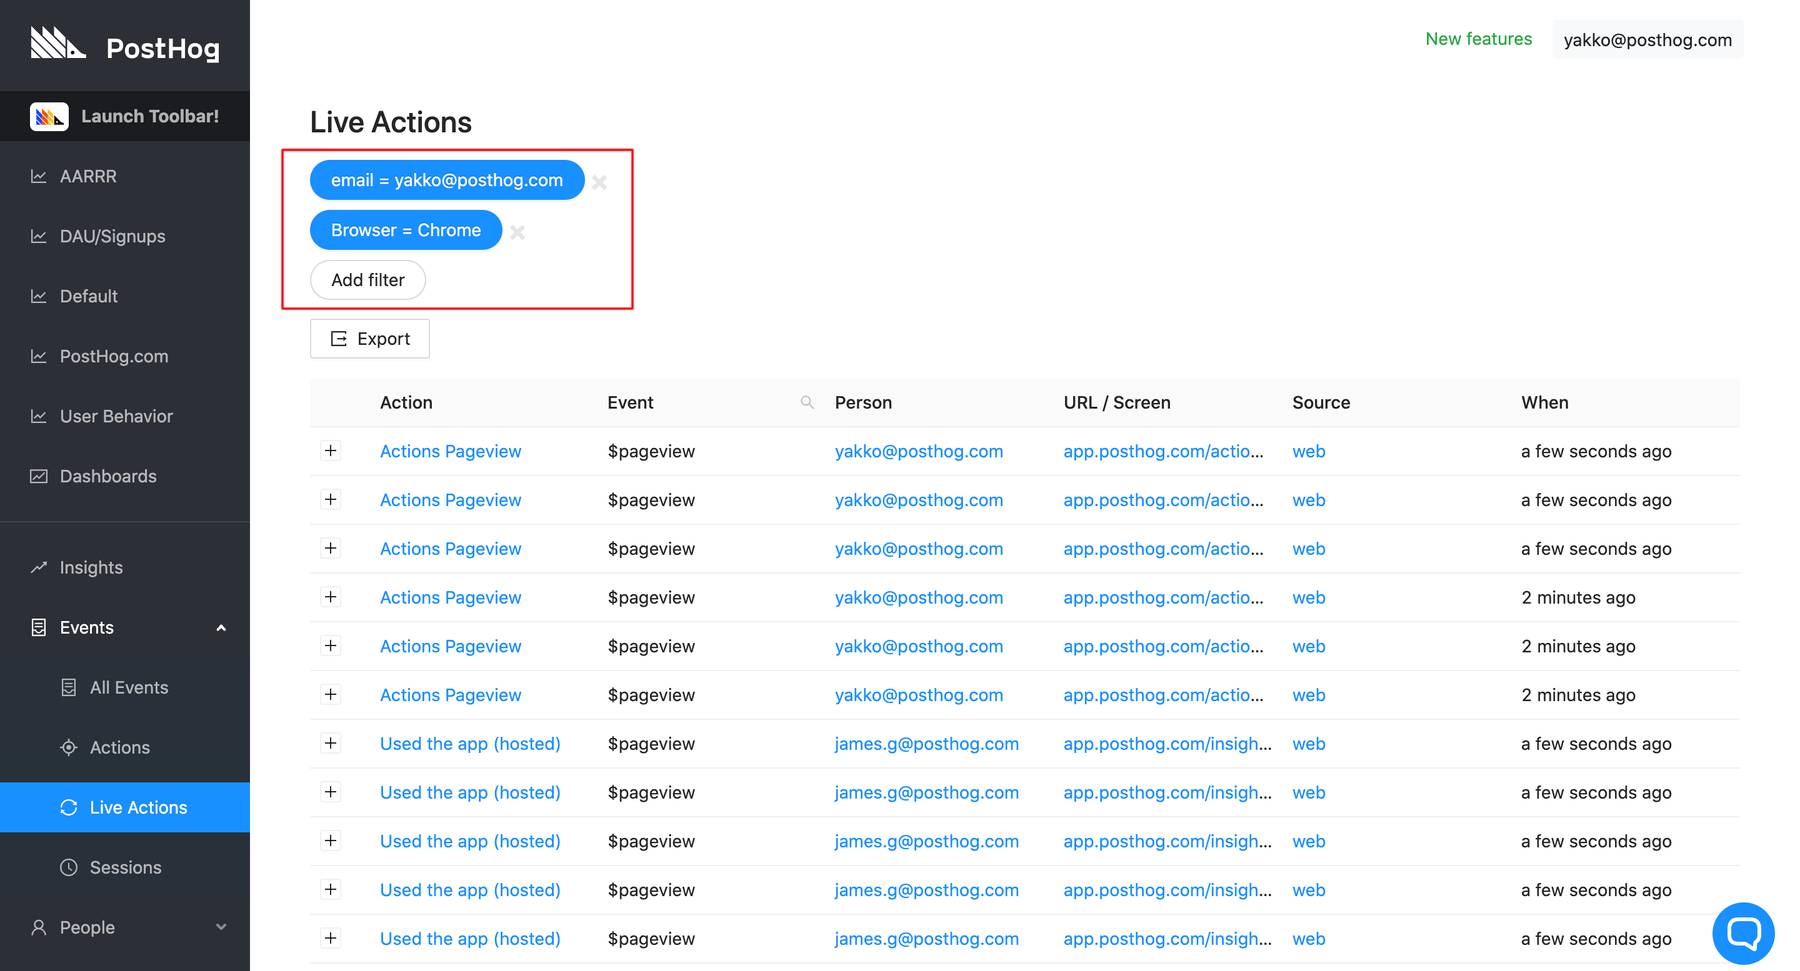 PostHog
New features
yakko@posthog.com
Launch Toolbar!
AARRR
DAU/Signups
Default
PostHog.com
User Behavior
Dashboards
Insights
Events
All Events
Actions
Live Actions
Sessions
People
Live Actions
email = yakko@posthog.com
Browser = Chrome
Add filter
Export
Action Event Person URL / Screen Source When
Actions Pageview $pageview yakko@posthog.com app.posthog.com/actio... web a few seconds ago
Actions Pageview $pageview yakko@posthog.com app.posthog.com/actio... web a few seconds ago
Actions Pageview $pageview yakko@posthog.com app.posthog.com/actio... web a few seconds ago
Actions Pageview $pageview yakko@posthog.com app.posthog.com/actio... web 2 minutes ago
Actions Pageview $pageview yakko@posthog.com app.posthog.com/actio... web 2 minutes ago
Actions Pageview $pageview yakko@posthog.com app.posthog.com/actio... web 2 minutes ago
Used the app (hosted) $pageview james.g@posthog.com app.posthog.com/insigh... web a few seconds ago
Used the app (hosted) $pageview james.g@posthog.com app.posthog.com/insigh... web a few seconds ago
Used the app (hosted) $pageview james.g@posthog.com app.posthog.com/insigh... web a few seconds ago
Used the app (hosted) $pageview james.g@posthog.com app.posthog.com/insigh... web a few seconds ago
Used the app (hosted) $pageview james.g@posthog.com app.posthog.com/insigh... web a few seconds ago